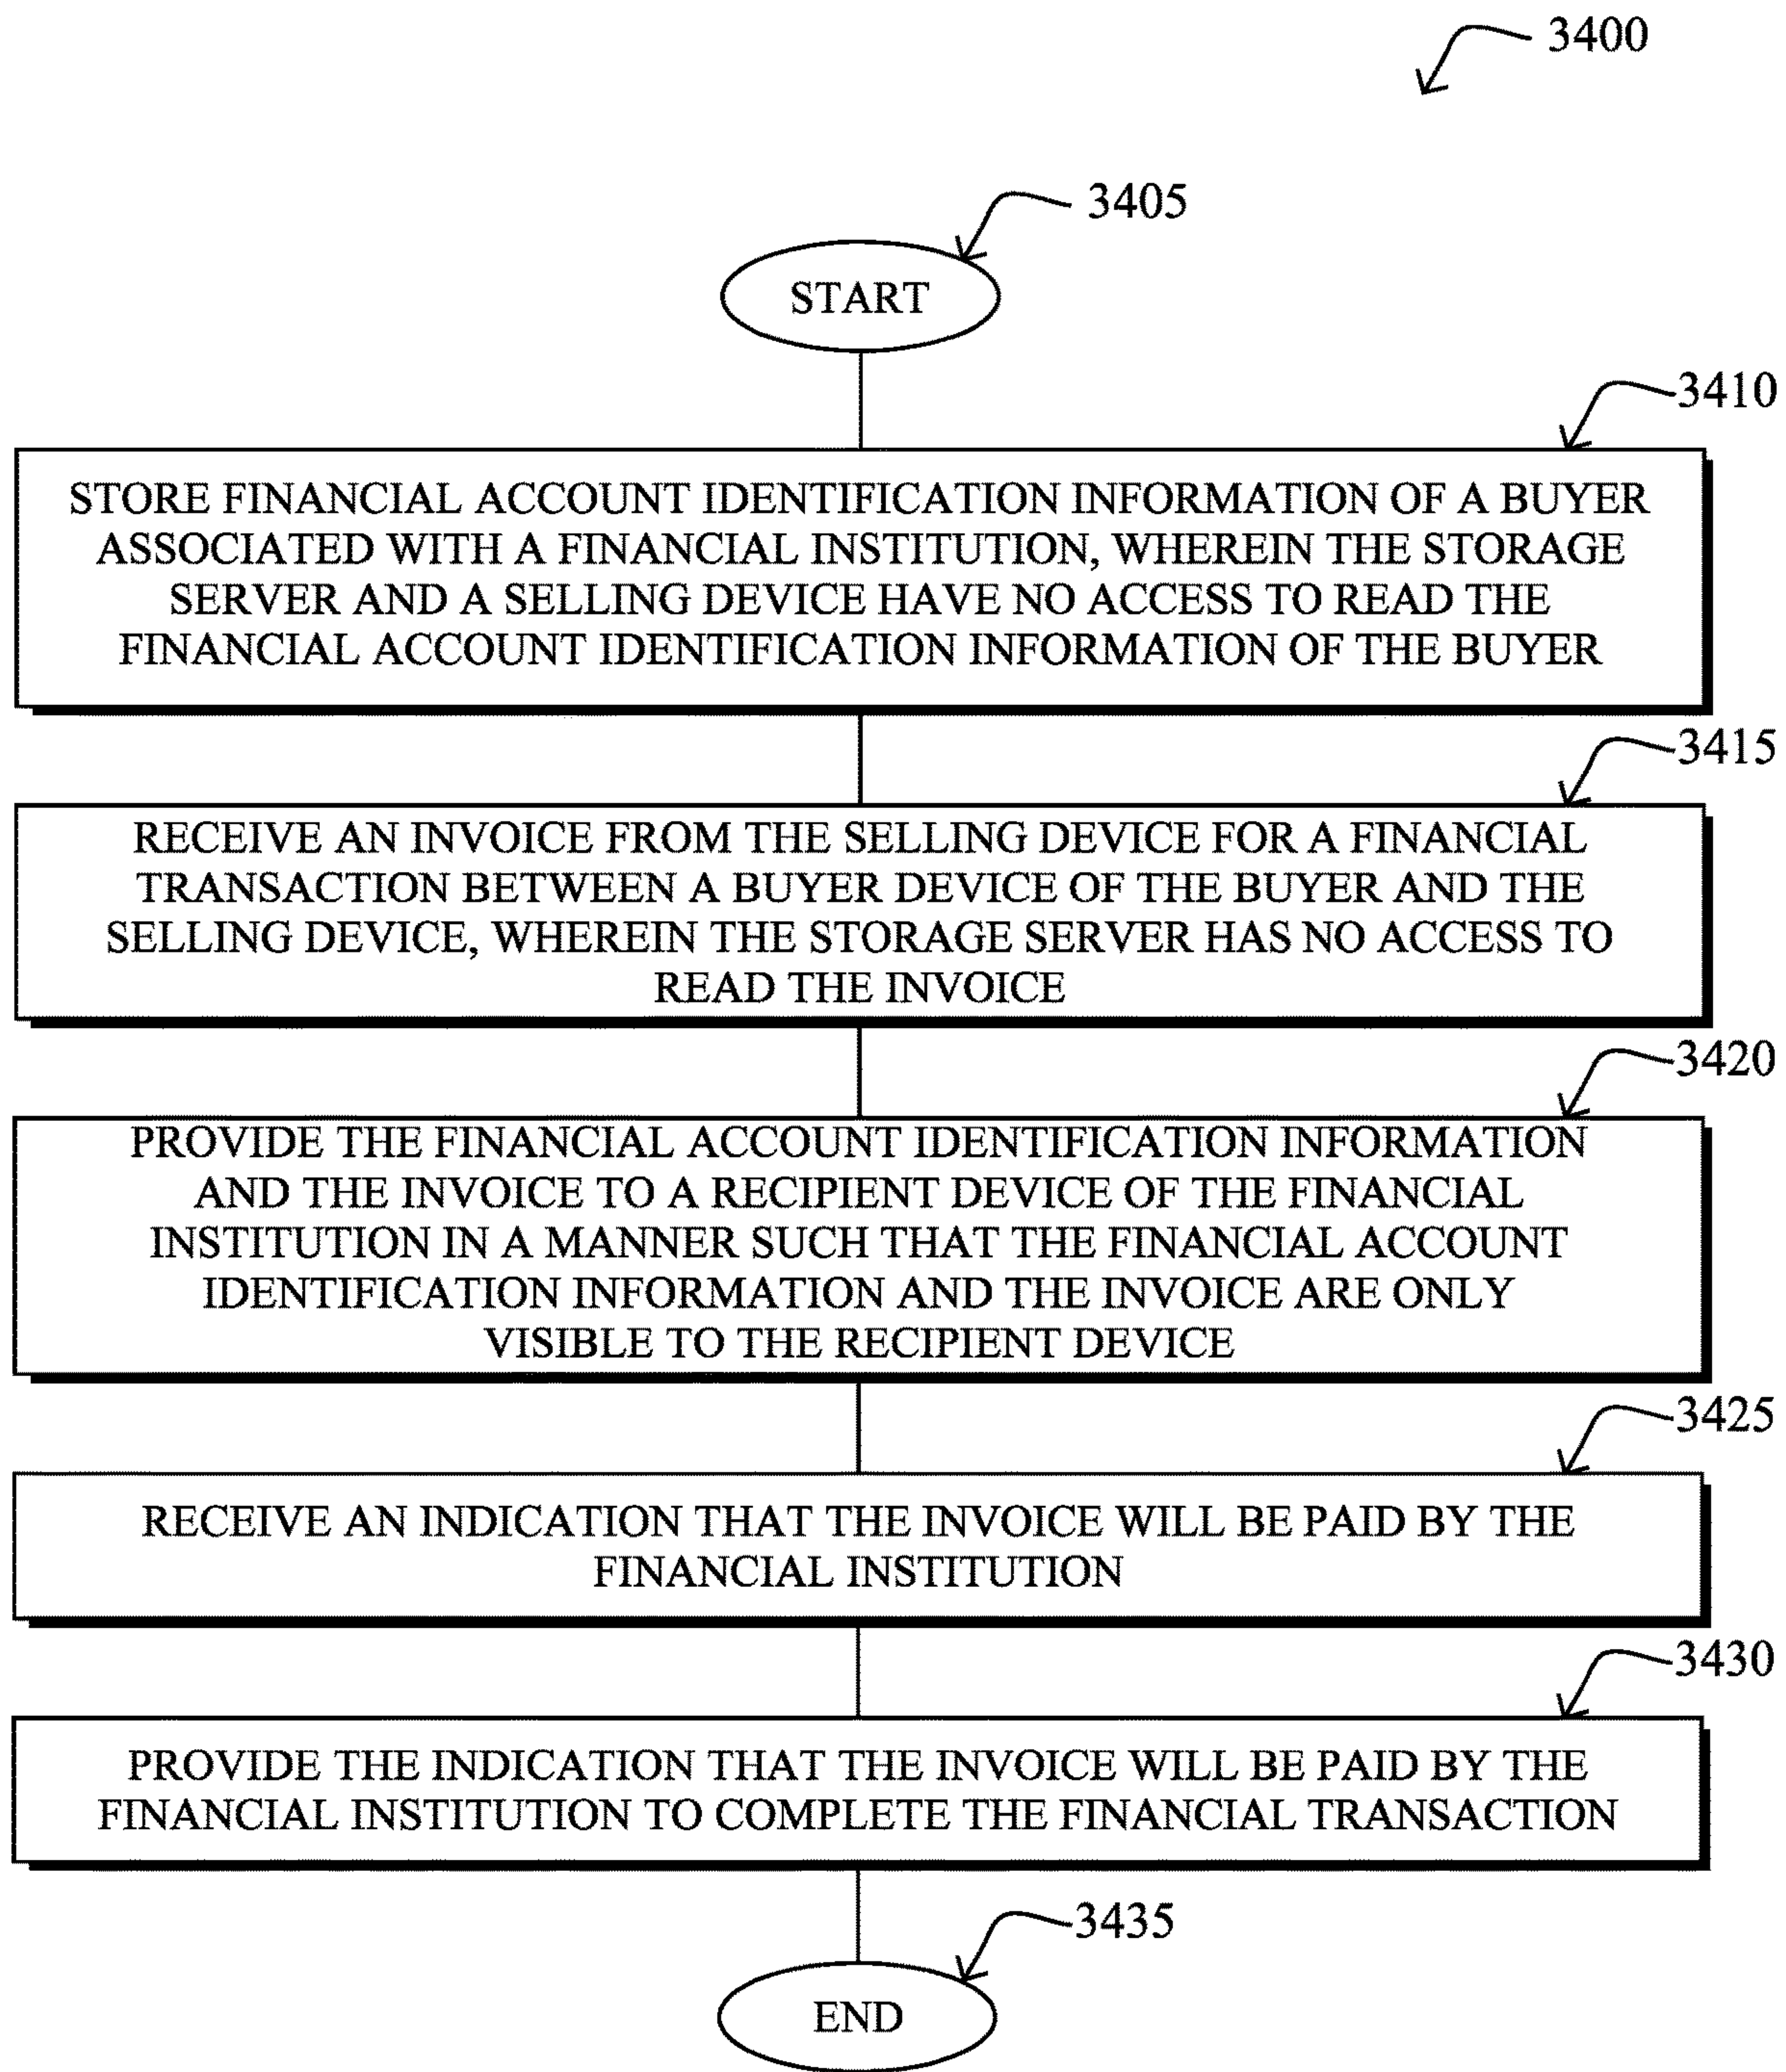 3400
3405
START
3410
STORE FINANCIAL ACCOUNT IDENTIFICATION INFORMATION OF A BUYER
ASSOCIATED WITH A FINANCIAL INSTITUTION, WHEREIN THE STORAGE
SERVER AND A SELLING DEVICE HAVE NO ACCESS TO READ THE
FINANCIAL ACCOUNT IDENTIFICATION INFORMATION OF THE BUYER
3415
RECEIVE AN INVOICE FROM THE SELLING DEVICE FOR A FINANCIAL
TRANSACTION BETWEEN A BUYER DEVICE OF THE BUYER AND THE
SELLING DEVICE, WHEREIN THE STORAGE SERVER HAS NO ACCESS TO
READ THE INVOICE
3420
PROVIDE THE FINANCIAL ACCOUNT IDENTIFICATION INFORMATION
AND THE INVOICE TO A RECIPIENT DEVICE OF THE FINANCIAL
INSTITUTION IN A MANNER SUCH THAT THE FINANCIAL ACCOUNT
IDENTIFICATION INFORMATION AND THE INVOICE ARE ONLY
VISIBLE TO THE RECIPIENT DEVICE
3425
RECEIVE AN INDICATION THAT THE INVOICE WILL BE PAID BY THE
FINANCIAL INSTITUTION
3430
PROVIDE THE INDICATION THAT THE INVOICE WILL BE PAID BY THE
FINANCIAL INSTITUTION TO COMPLETE THE FINANCIAL TRANSACTION
3435
END